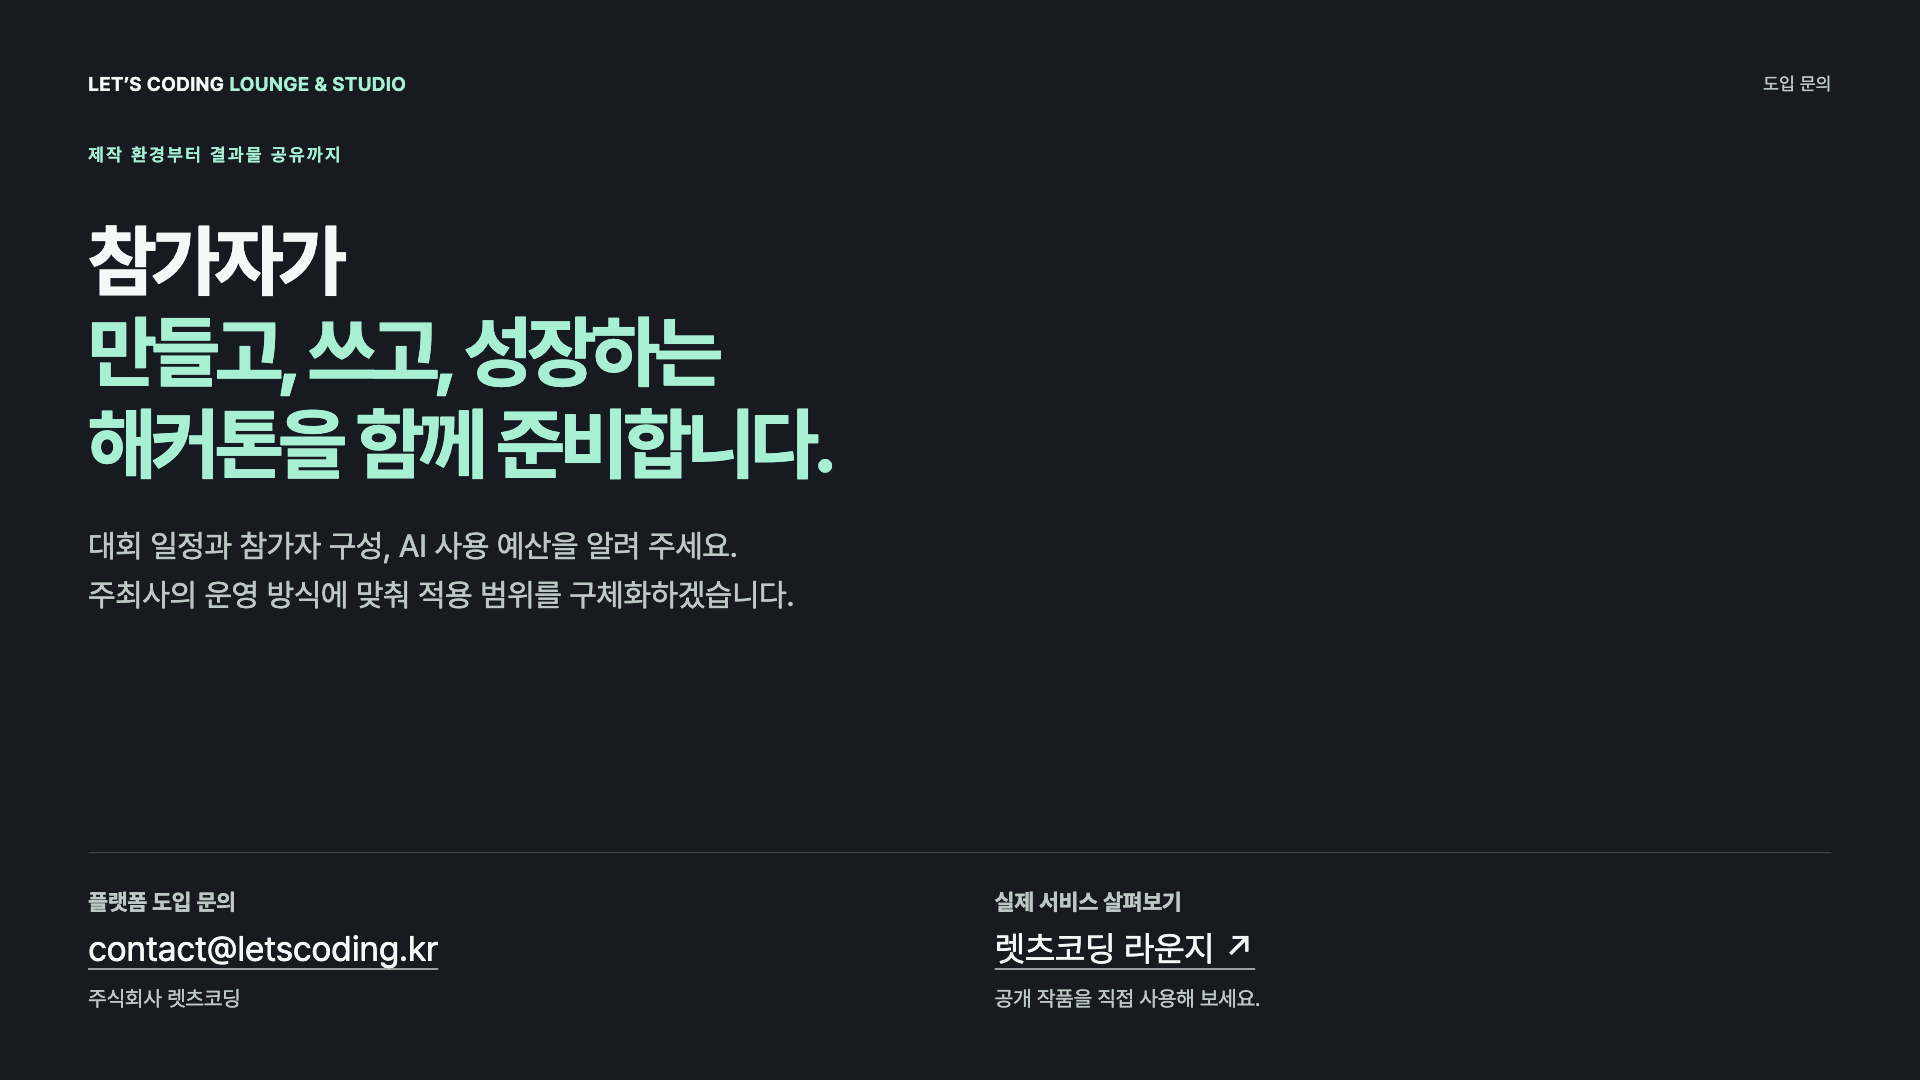 LET’S CODING LOUNGE & STUDIO
도입 문의
제작 환경부터 결과물 공유까지
참가자가
만들고, 쓰고, 성장하는
해커톤을 함께 준비합니다.
대회 일정과 참가자 구성, AI 사용 예산을 알려 주세요.
주최사의 운영 방식에 맞춰 적용 범위를 구체화하겠습니다.
플랫폼 도입 문의
contact@letscoding.kr
주식회사 렛츠코딩
실제 서비스 살펴보기
렛츠코딩 라운지 ↗
공개 작품을 직접 사용해 보세요.